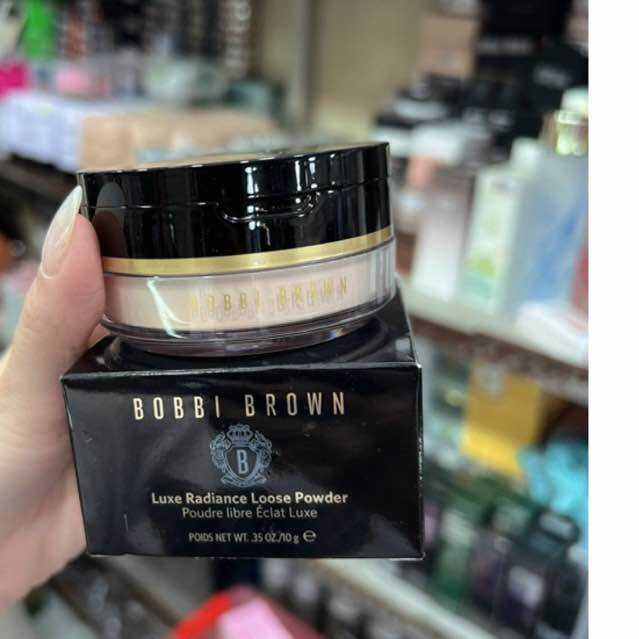 BOBBI BROWN
BOBBI BROWN
B
Luxe Radiance Loose Powder
Poudre libre Éclat Luxe
POIDS NET WT. .35 OZ./10 g ℮